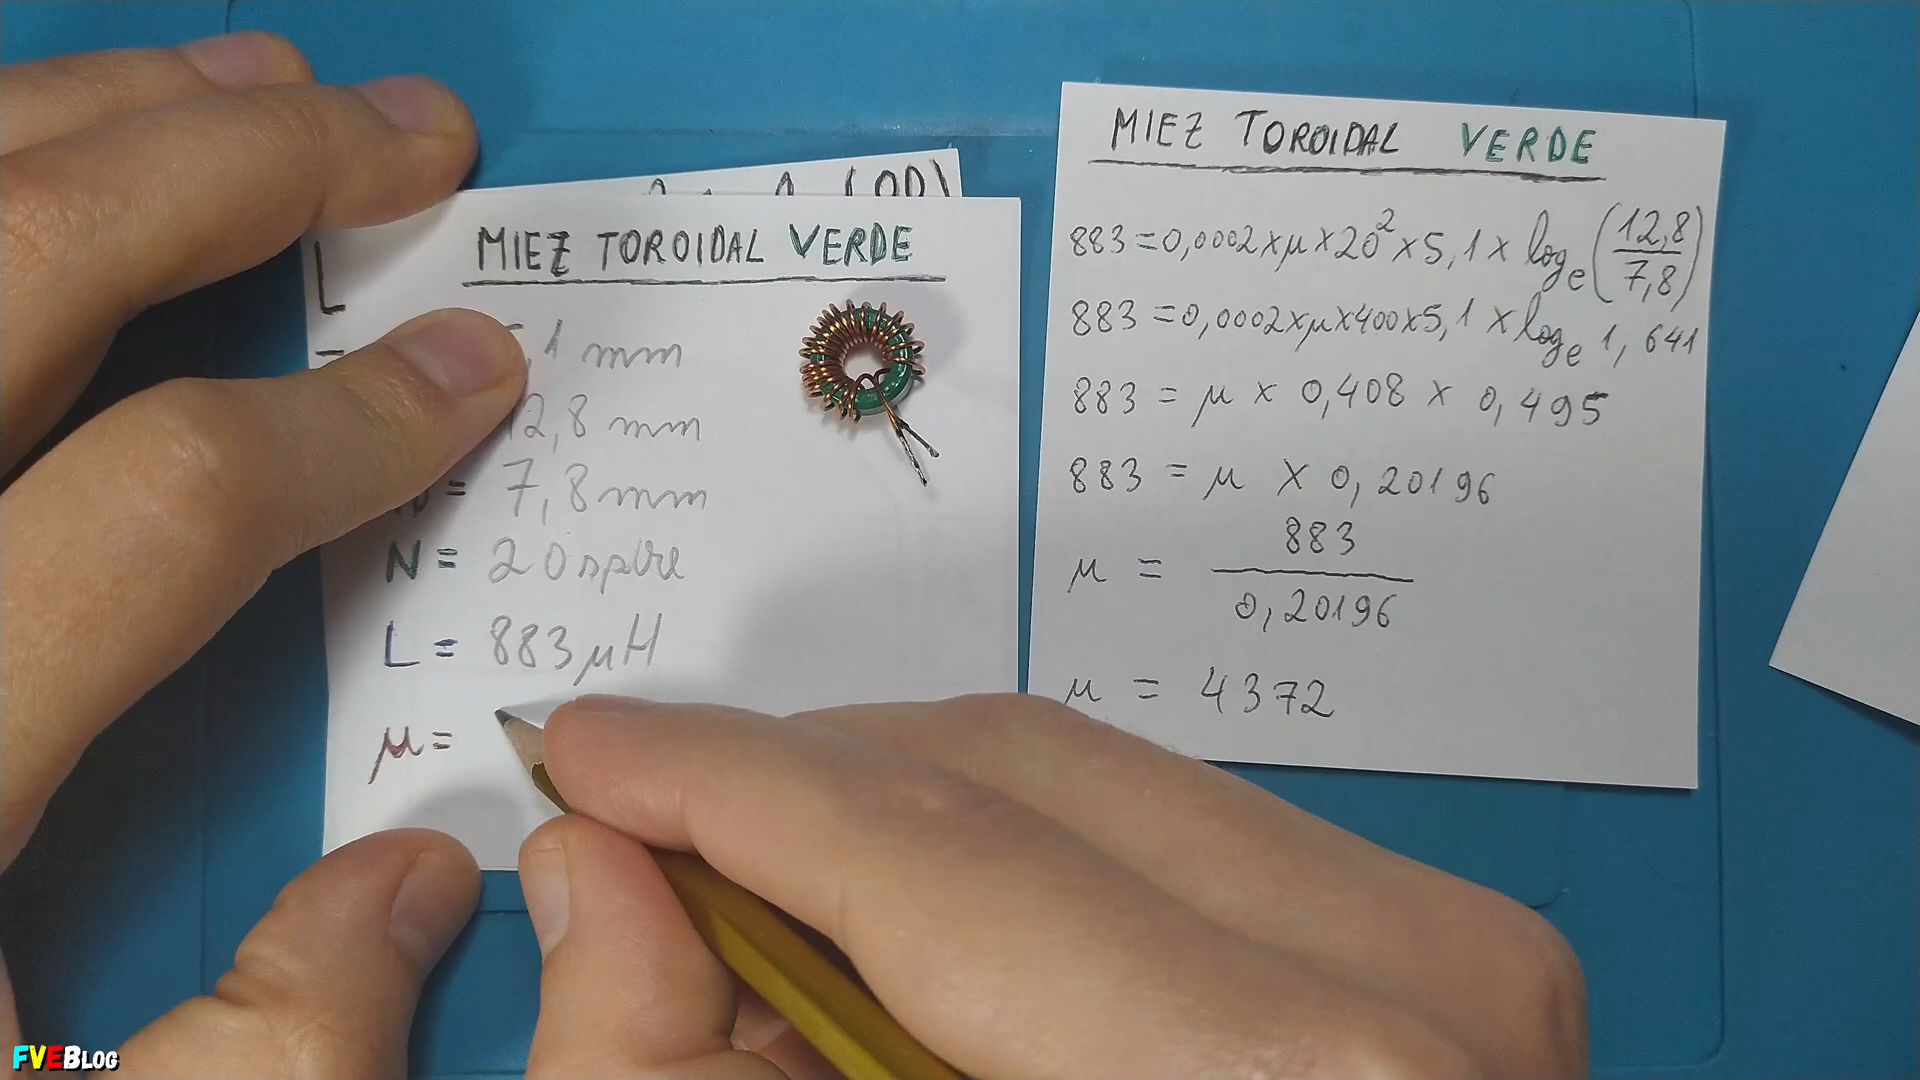 L
MIEZ TOROIDAL VERDE
,1 mm
12,8 mm
= 7,8 mm
N = 20 spire
L = 883 μH
μ =
MIEZ TOROIDAL VERDE
883 = 0,0002 x μ x 20² x 5,1 x logₑ (12,8/7,8)
883 = 0,0002 x μ x 400 x 5,1 x logₑ 1,641
883 = μ x 0,408 x 0,495
883 = μ x 0,20196
μ = 883/0,20196
μ = 4372
FVEBLOG